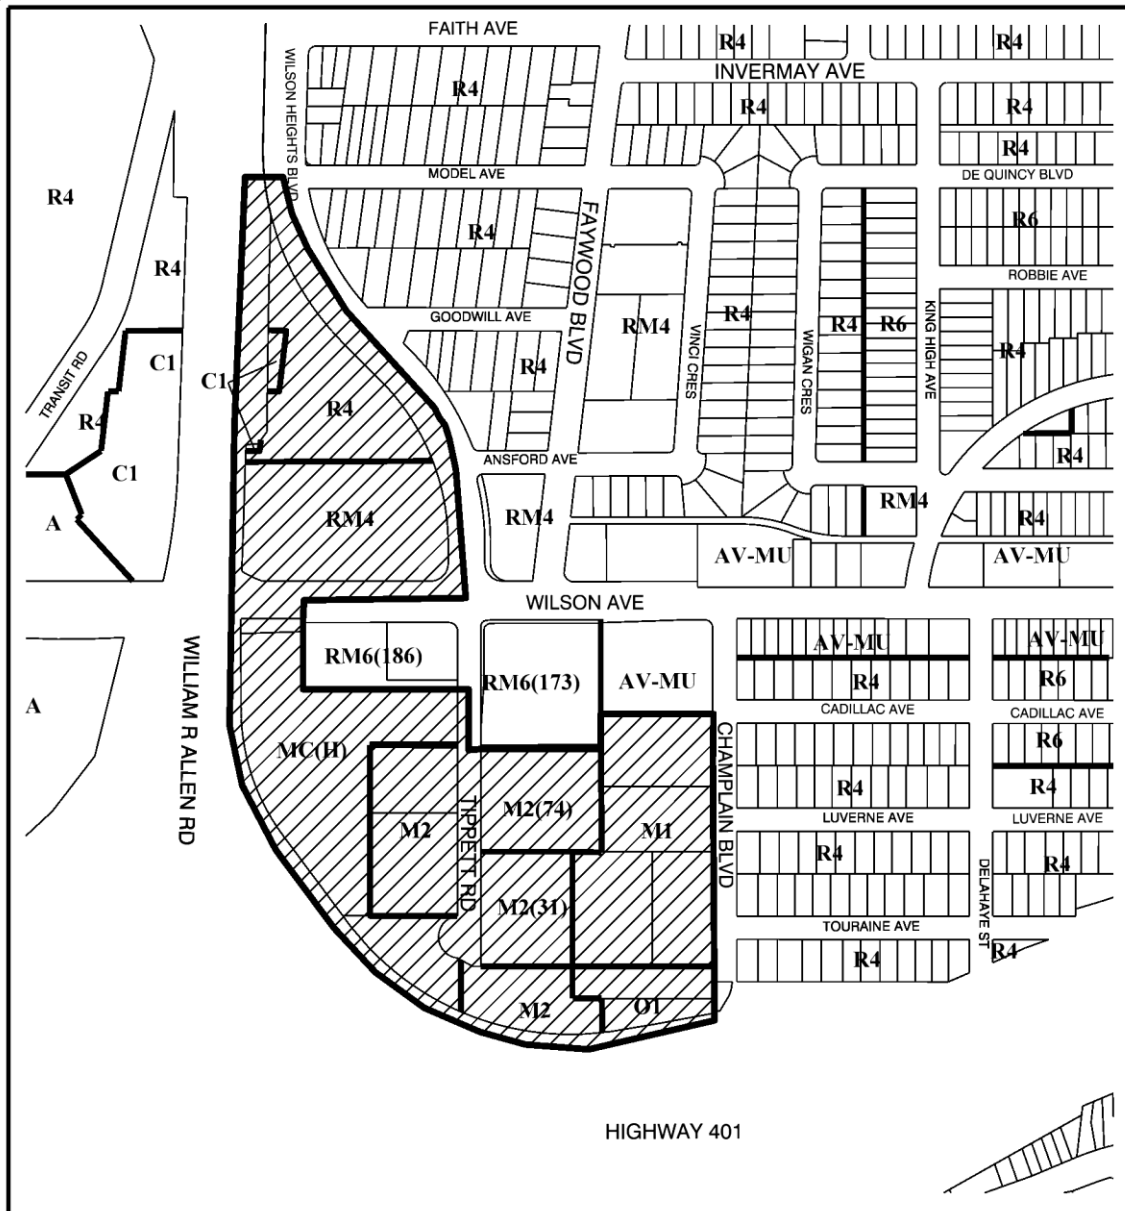 FAITH AVE
R4
R4
WILSON HEIGHTS BLVD
INVERMAY AVE
R4
R4
R4
R4
MODEL AVE
DE QUINCY BLVD
R4
R4
FAYWOOD BLVD
R6
R4
R4
ROBBIE AVE
GOODWILL AVE
RM4
VINCI CRES
R4
WIGAN CRES
R4
R6
KING HIGH AVE
R4
TRANSIT RD
C1
C1
R4
R4
R4
ANSFORD AVE
R4
C1
A
RM4
RM4
RM4
R4
AV-MU
AV-MU
WILSON AVE
WILLIAM R ALLEN RD
RM6(186)
RM6(173)
AV-MU
AV-MU
AV-MU
R4
R6
A
CADILLAC AVE
CADILLAC AVE
MC(H)
CHAMPLAIN BLVD
R6
R4
R4
TIPPETT RD
M2
M2(74)
M1
LUVERNE AVE
LUVERNE AVE
R4
R4
DELAHAYE ST
M2(31)
TOURAINE AVE
R4
R4
M2
O1
HIGHWAY 401